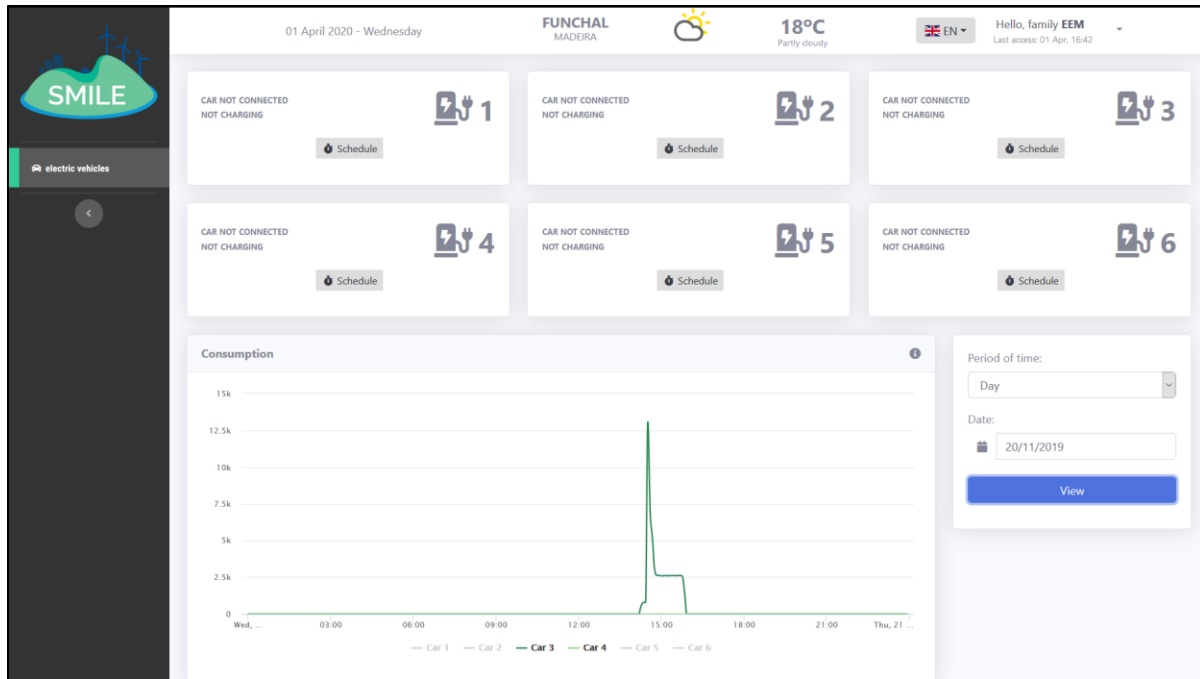 01 April 2020 - Wednesday
FUNCHAL
MADEIRA
18ºC
Partly cloudy
EN
Hello, family EEM
Last access: 01 Apr. 16:42
SMILE
electric vehicles
CAR NOT CONNECTED
NOT CHARGING
1
Schedule
CAR NOT CONNECTED
NOT CHARGING
2
Schedule
CAR NOT CONNECTED
NOT CHARGING
3
Schedule
CAR NOT CONNECTED
NOT CHARGING
4
Schedule
CAR NOT CONNECTED
NOT CHARGING
5
Schedule
CAR NOT CONNECTED
NOT CHARGING
6
Schedule
Consumption
15k
12.5k
10k
7.5k
5k
2.5k
0
Wed, ... 03:00 06:00 09:00 12:00 15:00 18:00 21:00 Thu, 21 ...
Car 1 Car 2 Car 3 Car 4 Car 5 Car 6
Period of time:
Day
Date:
20/11/2019
View